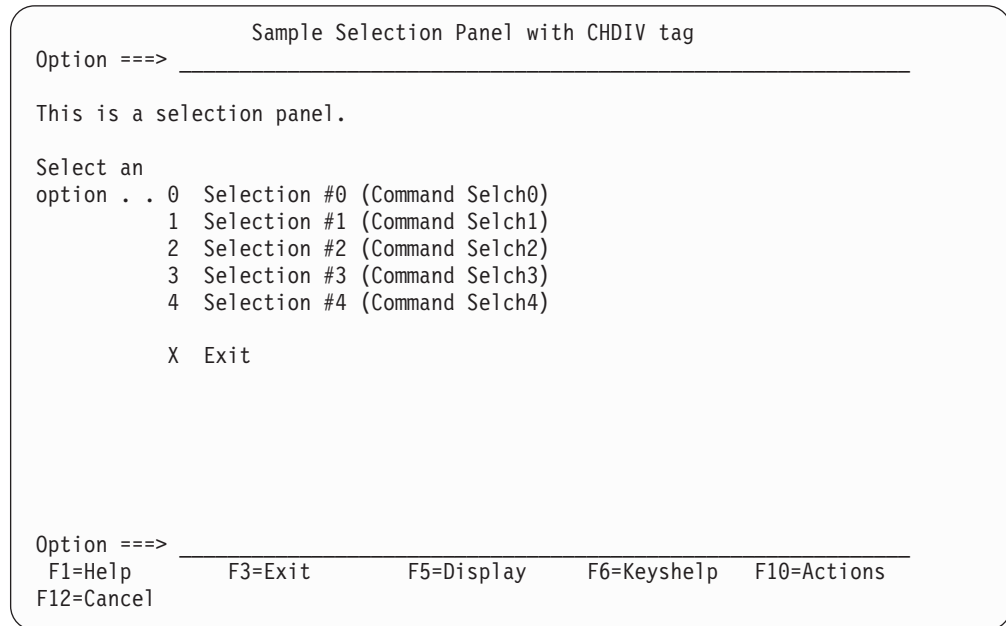 Sample Selection Panel with CHDIV tag
Option ===> _____________________________________________________________
This is a selection panel.
Select an
option . . 0  Selection #0 (Command Selch0)
1  Selection #1 (Command Selch1)
2  Selection #2 (Command Selch2)
3  Selection #3 (Command Selch3)
4  Selection #4 (Command Selch4)
X  Exit
Option ===> _____________________________________________________________
F1=Help        F3=Exit        F5=Display     F6=Keyshelp   F10=Actions
F12=Cancel